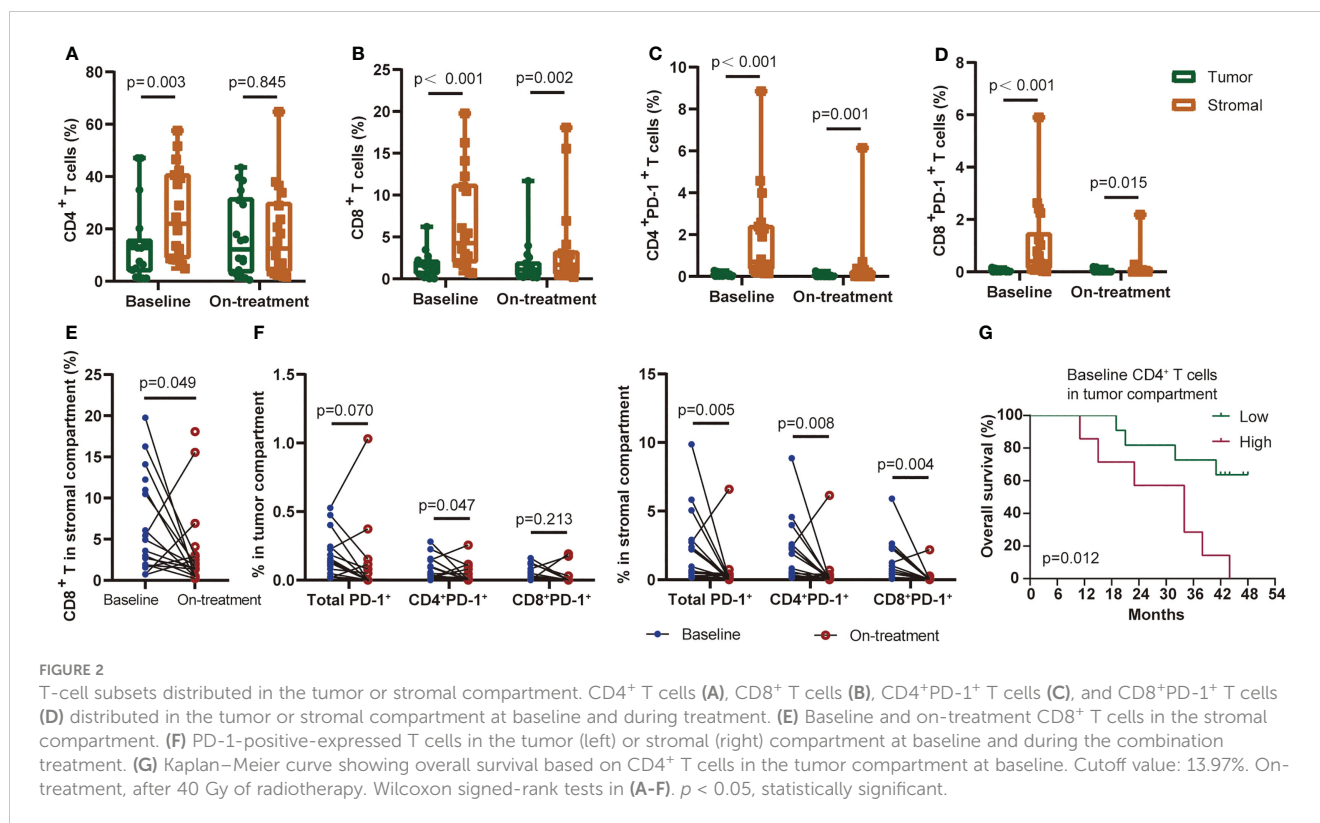 A
CD4+ T cells (%)
80
60
40
20
0
p=0.003
p=0.845
Baseline
On-treatment
B
CD8+ T cells (%)
25
20
15
10
5
0
p< 0.001
p=0.002
Baseline
On-treatment
C
CD4+PD-1+ T cells (%)
10
8
6
4
2
0
p< 0.001
p=0.001
Baseline
On-treatment
D
CD8+PD-1+ T cells (%)
8
6
4
2
0
p< 0.001
p=0.015
Baseline
On-treatment
Tumor
Stromal
E
CD8+ T in stromal compartment (%)
25
20
15
10
5
0
p=0.049
Baseline
On-treatment
F
% in tumor compartment
1.5
1.0
0.5
0.0
p=0.070
p=0.047
p=0.213
Total PD-1+
CD4+PD-1+
CD8+PD-1+
% in stromal compartment
15
10
5
0
p=0.005
p=0.008
p=0.004
Total PD-1+
CD4+PD-1+
CD8+PD-1+
Baseline
On-treatment
G
Baseline CD4+ T cells
in tumor compartment
Low
High
Overall survival (%)
100
80
60
40
20
0
p=0.012
0 6 12 18 24 30 36 42 48 54
Months
FIGURE 2
T-cell subsets distributed in the tumor or stromal compartment. CD4+ T cells (A), CD8+ T cells (B), CD4+PD-1+ T cells (C), and CD8+PD-1+ T cells
(D) distributed in the tumor or stromal compartment at baseline and during treatment. (E) Baseline and on-treatment CD8+ T cells in the stromal
compartment. (F) PD-1-positive-expressed T cells in the tumor (left) or stromal (right) compartment at baseline and during the combination
treatment. (G) Kaplan–Meier curve showing overall survival based on CD4+ T cells in the tumor compartment at baseline. Cutoff value: 13.97%. On-
treatment, after 40 Gy of radiotherapy. Wilcoxon signed-rank tests in (A-F). p < 0.05, statistically significant.